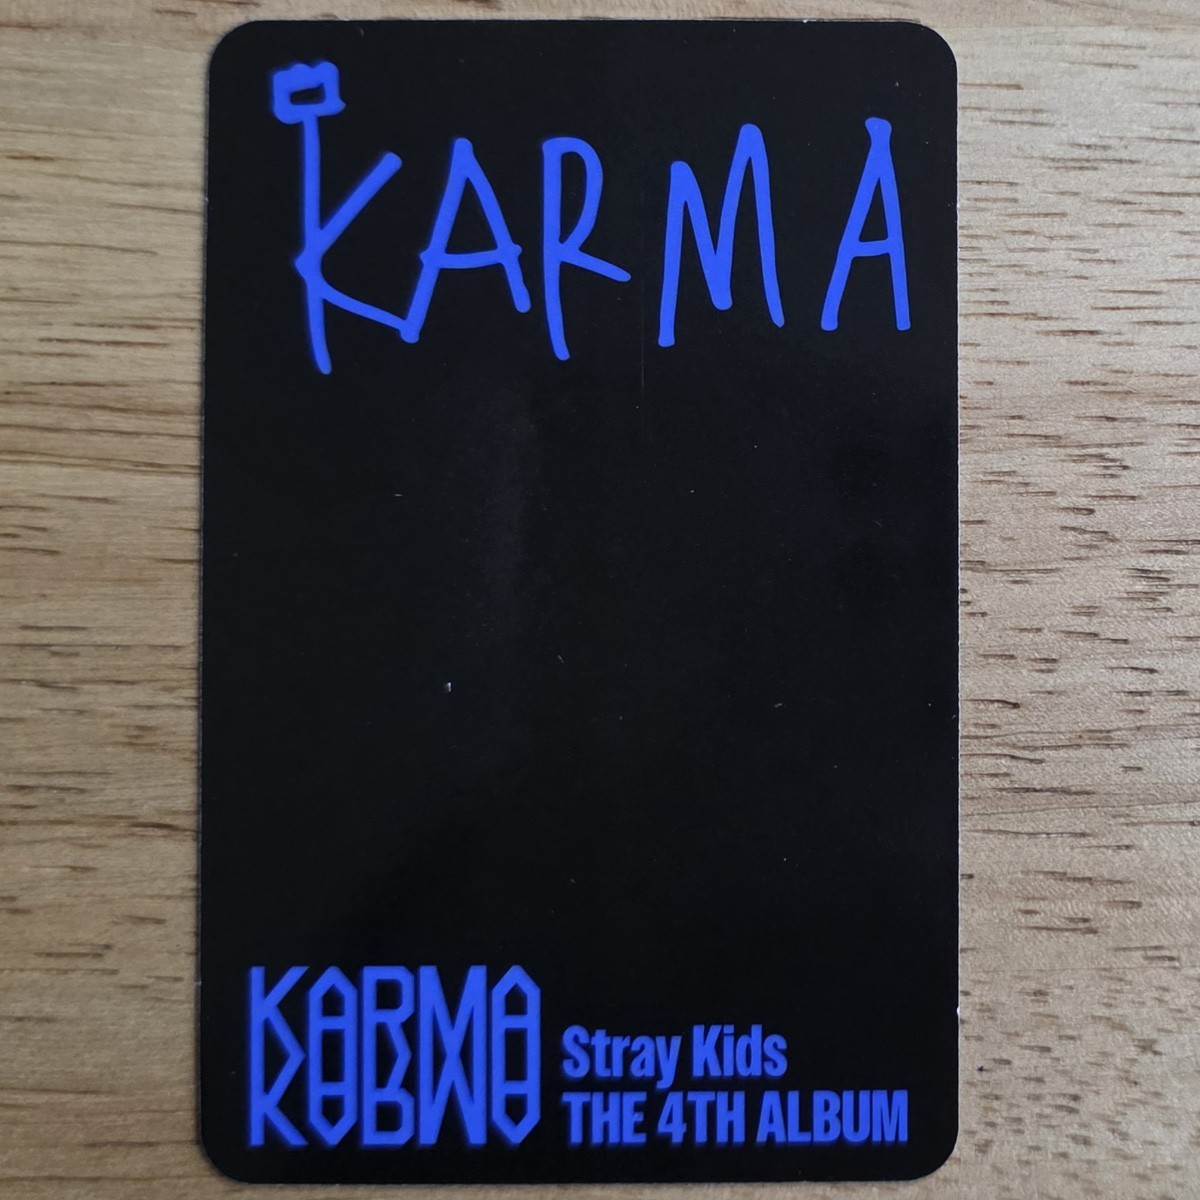 KARMA
KARMA
Stray Kids
THE 4TH ALBUM